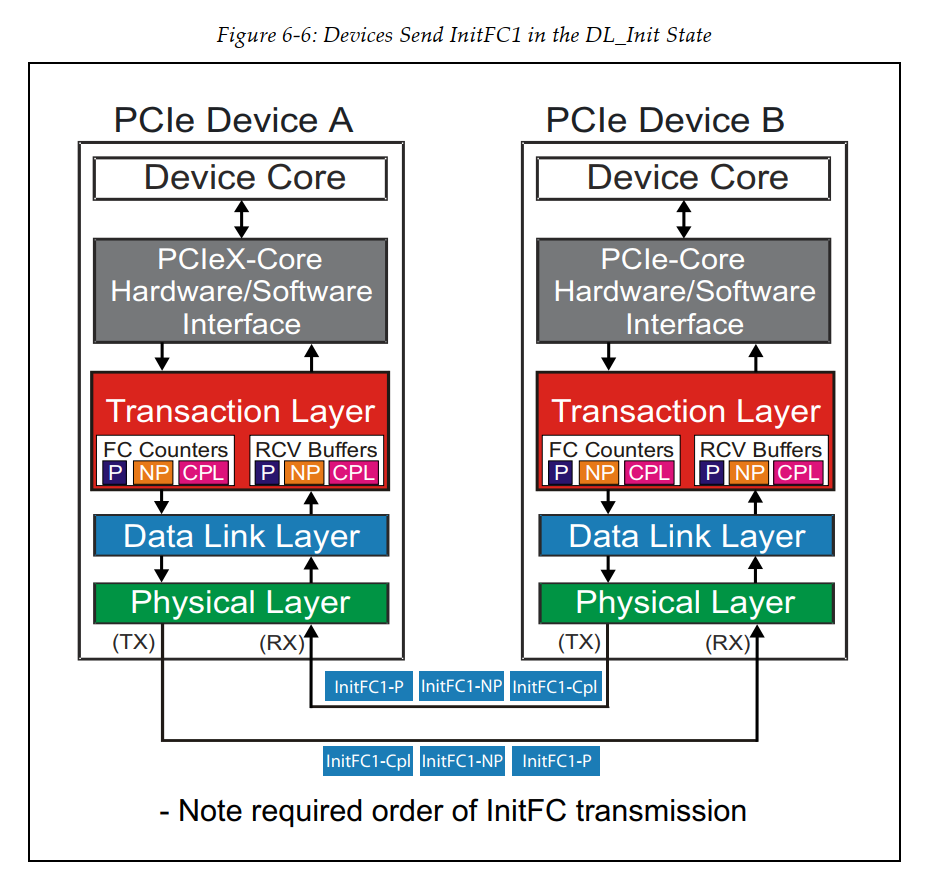 Figure 6-6: Devices Send InitFC1 in the DL_Init State
PCIe Device A
Device Core
PCIeX-Core
Hardware/Software
Interface
Transaction Layer
FC Counters
P NP CPL
RCV Buffers
P NP CPL
Data Link Layer
Physical Layer
(TX)
(RX)
PCIe Device B
Device Core
PCIe-Core
Hardware/Software
Interface
Transaction Layer
FC Counters
P NP CPL
RCV Buffers
P NP CPL
Data Link Layer
Physical Layer
(TX)
(RX)
InitFC1-P InitFC1-NP InitFC1-Cpl
InitFC1-Cpl InitFC1-NP InitFC1-P
- Note required order of InitFC transmission